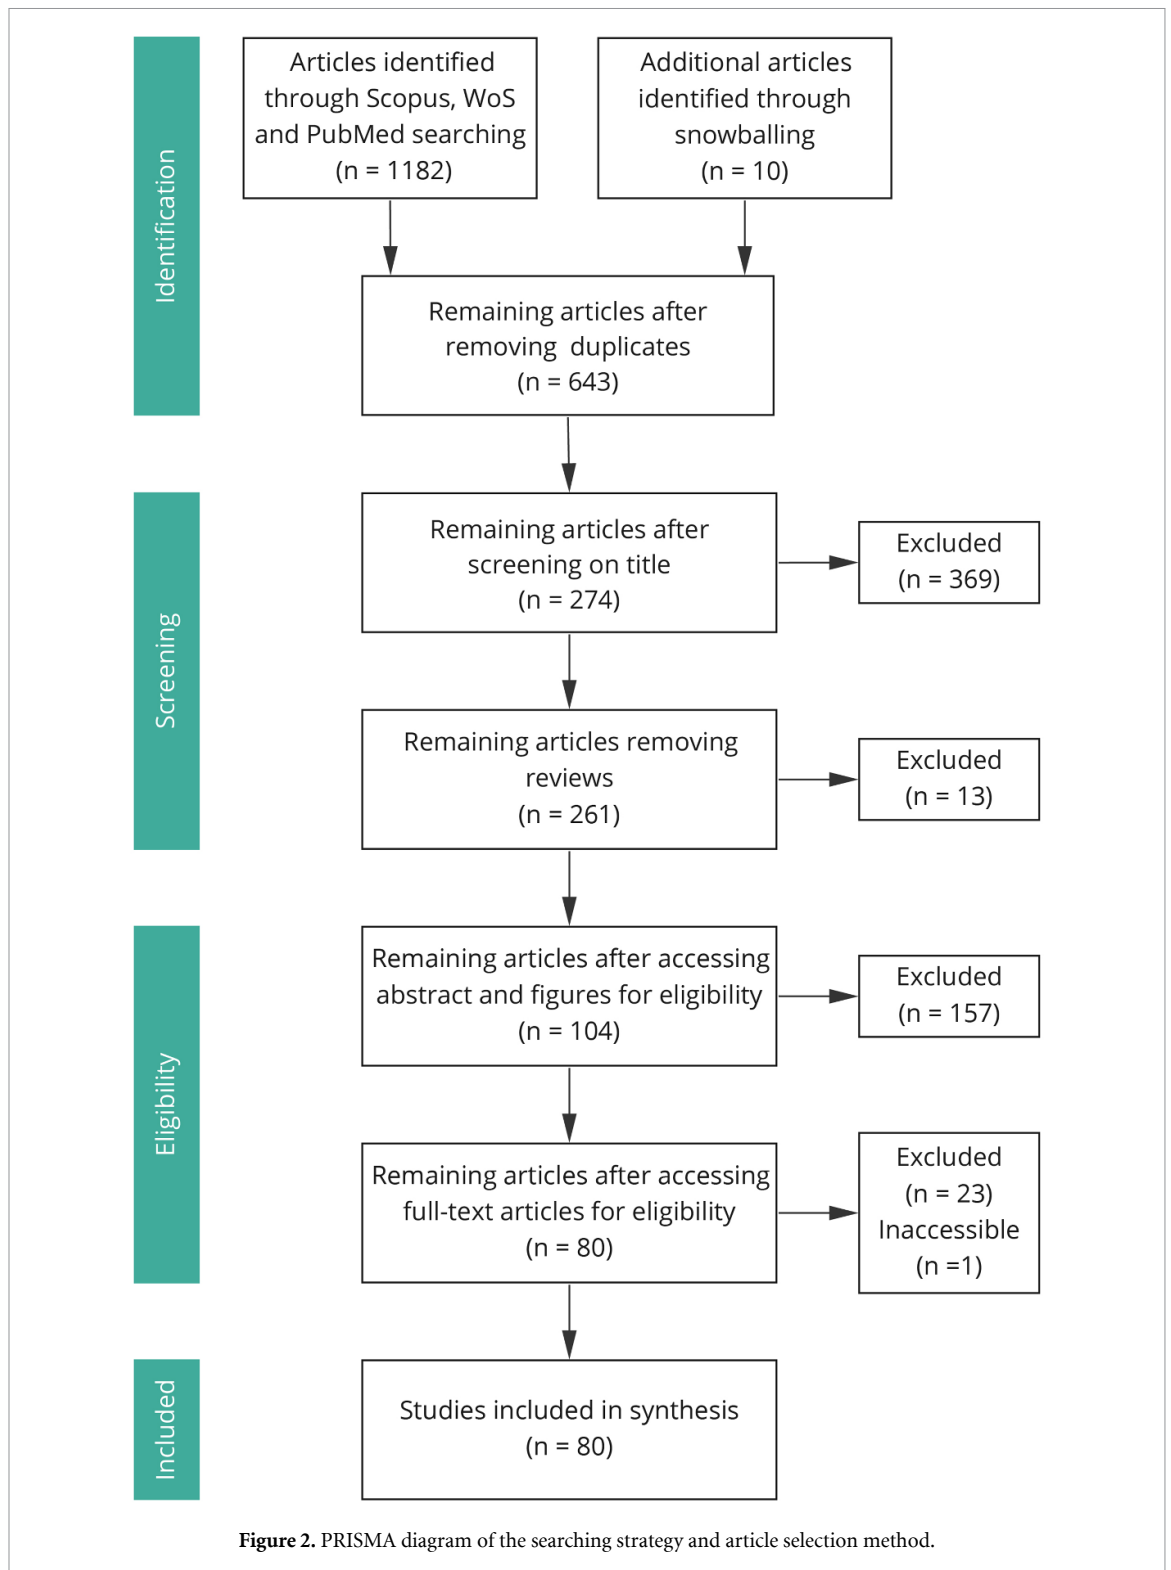 Identification
Articles identified
through Scopus, WoS
and PubMed searching
(n = 1182)
Additional articles
identified through
snowballing
(n = 10)
Remaining articles after
removing  duplicates
(n = 643)
Screening
Remaining articles after
screening on title
(n = 274)
Excluded
(n = 369)
Remaining articles removing
reviews
(n = 261)
Excluded
(n = 13)
Eligibility
Remaining articles after accessing
abstract and figures for eligibility
(n = 104)
Excluded
(n = 157)
Remaining articles after accessing
full-text articles for eligibility
(n = 80)
Excluded
(n = 23)
Inaccessible
(n =1)
Included
Studies included in synthesis
(n = 80)
Figure 2. PRISMA diagram of the searching strategy and article selection method.